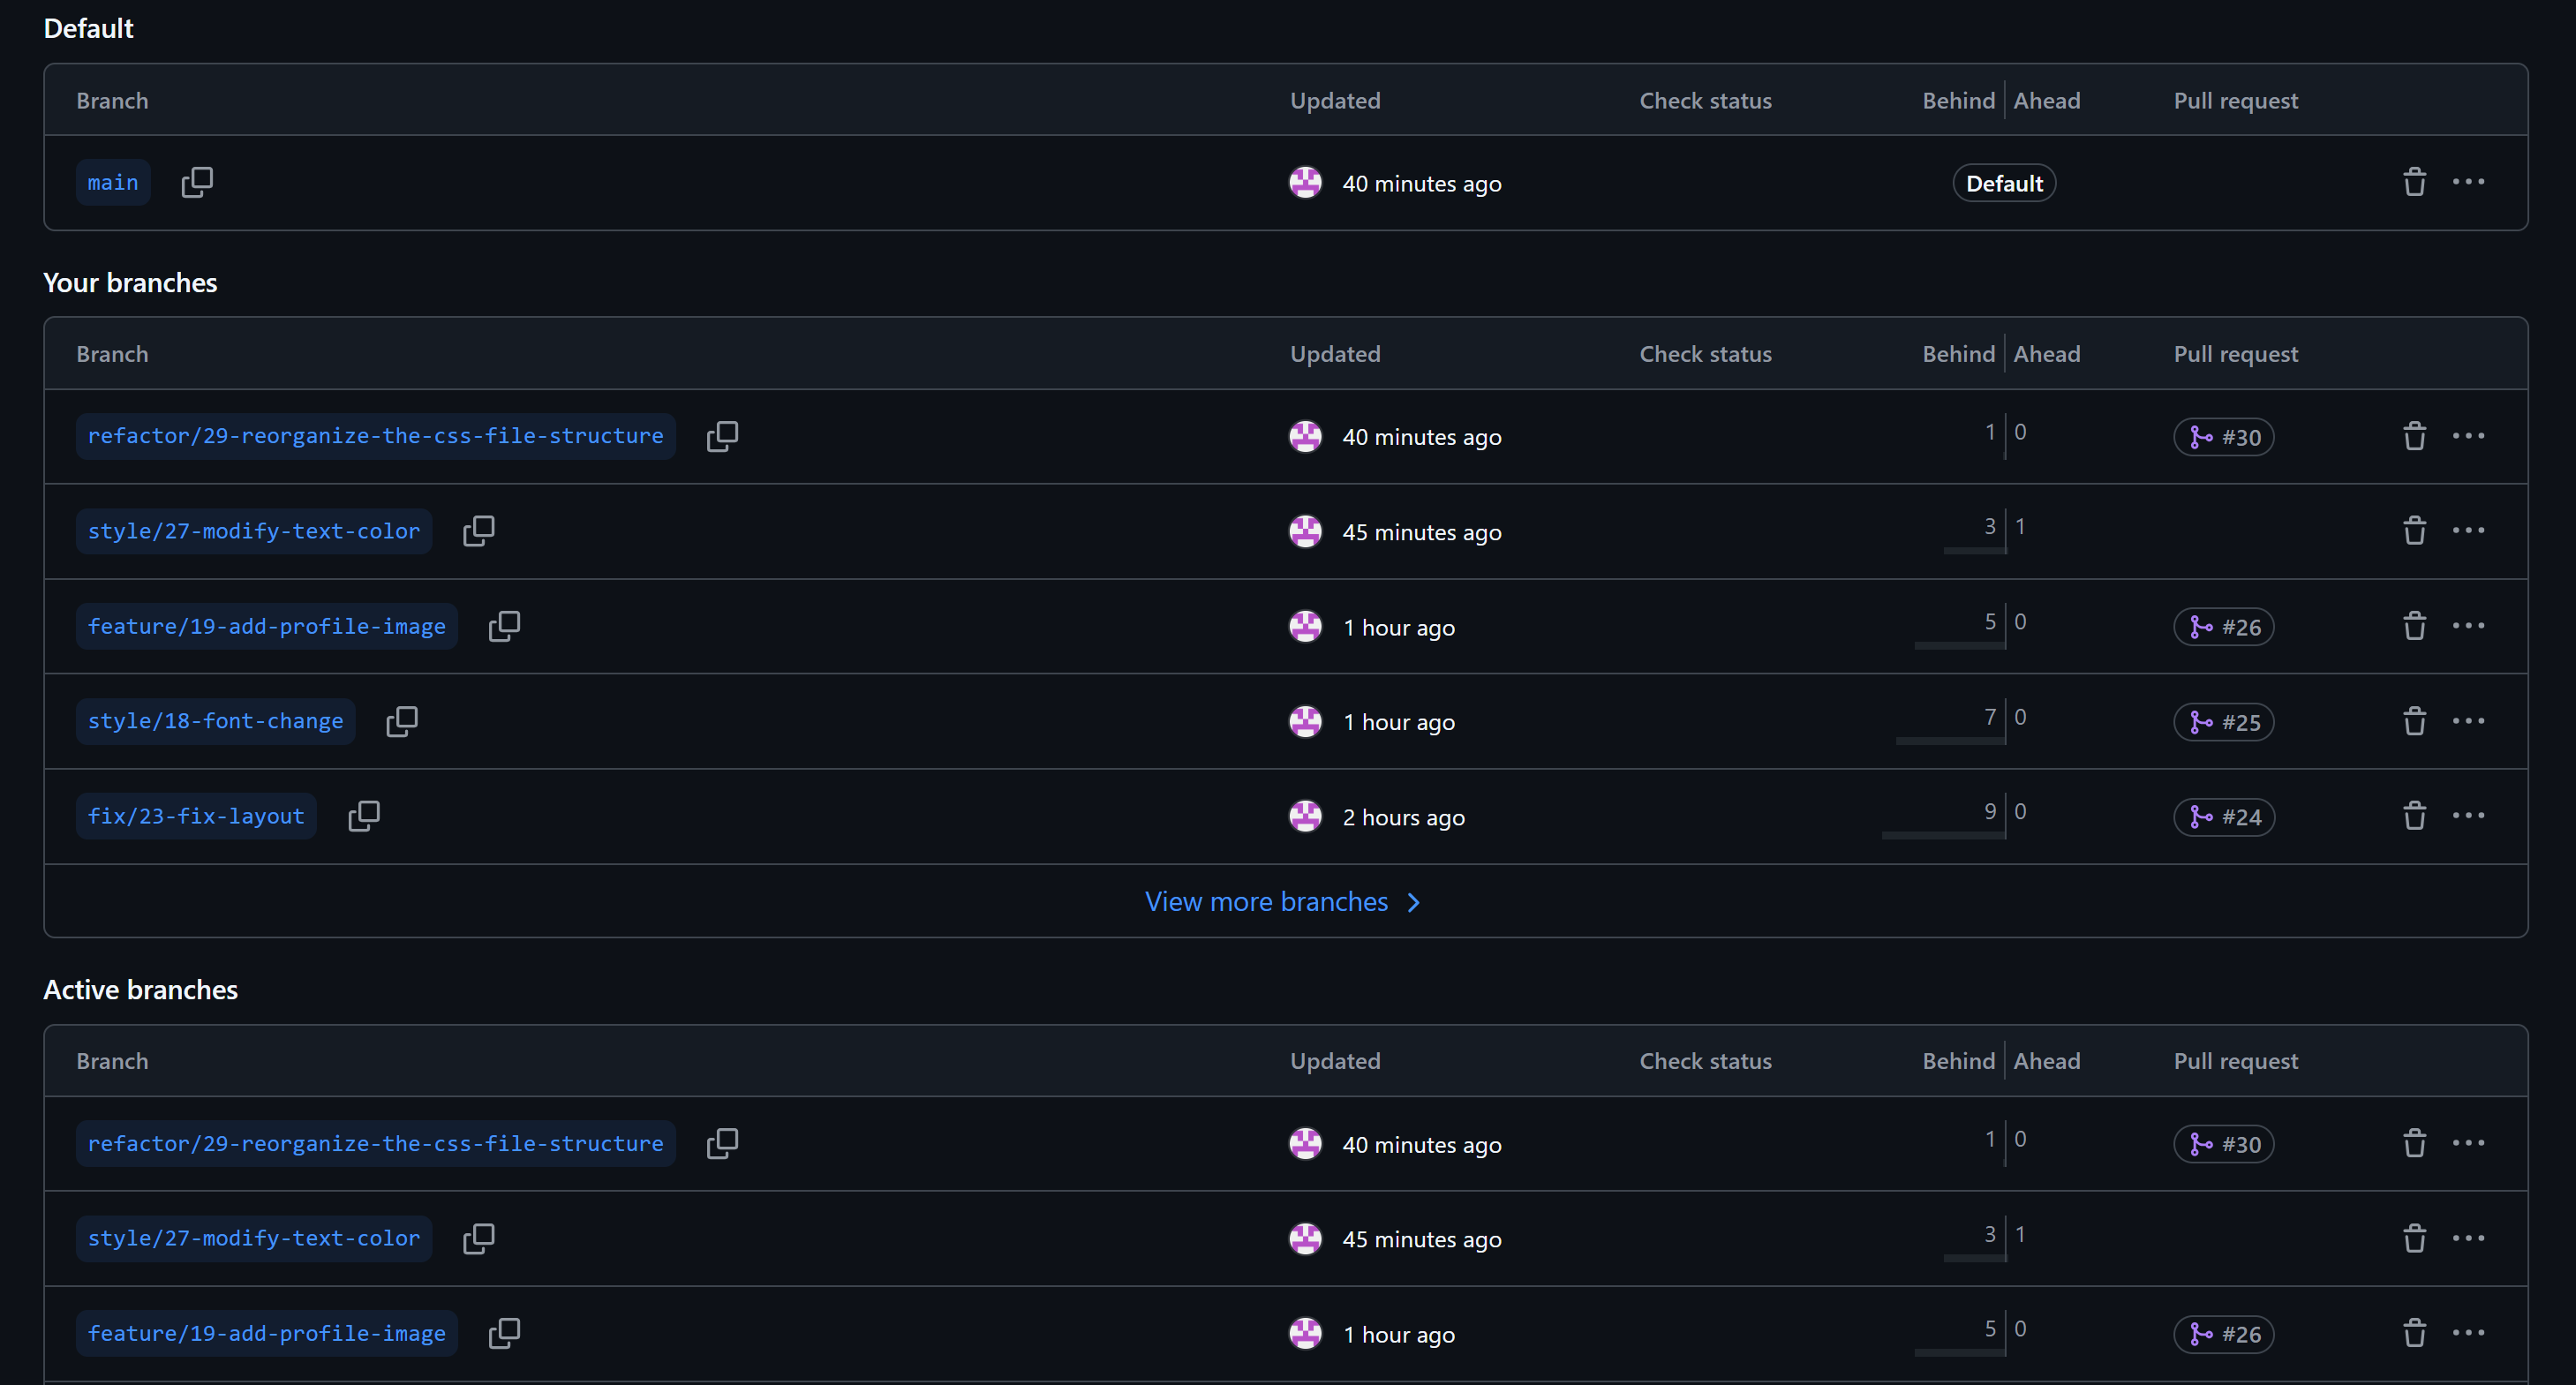 Default
Branch Updated Check status Behind Ahead Pull request
main 40 minutes ago Default
Your branches
Branch Updated Check status Behind Ahead Pull request
refactor/29-reorganize-the-css-file-structure 40 minutes ago 1 0 #30
style/27-modify-text-color 45 minutes ago 3 1
feature/19-add-profile-image 1 hour ago 5 0 #26
style/18-font-change 1 hour ago 7 0 #25
fix/23-fix-layout 2 hours ago 9 0 #24
View more branches
Active branches
Branch Updated Check status Behind Ahead Pull request
refactor/29-reorganize-the-css-file-structure 40 minutes ago 1 0 #30
style/27-modify-text-color 45 minutes ago 3 1
feature/19-add-profile-image 1 hour ago 5 0 #26